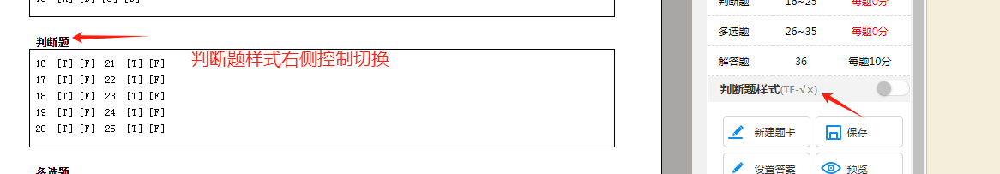 判断题
16 [T] [F] 21 [T] [F]
17 [T] [F] 22 [T] [F]
18 [T] [F] 23 [T] [F]
19 [T] [F] 24 [T] [F]
20 [T] [F] 25 [T] [F]
判断题样式右侧控制切换
多选题
判断题 16~25 每题0分
多选题 26~35 每题0分
解答题 36 每题10分
判断题样式(TF-√×)
新建题卡 保存
设置答案 预览